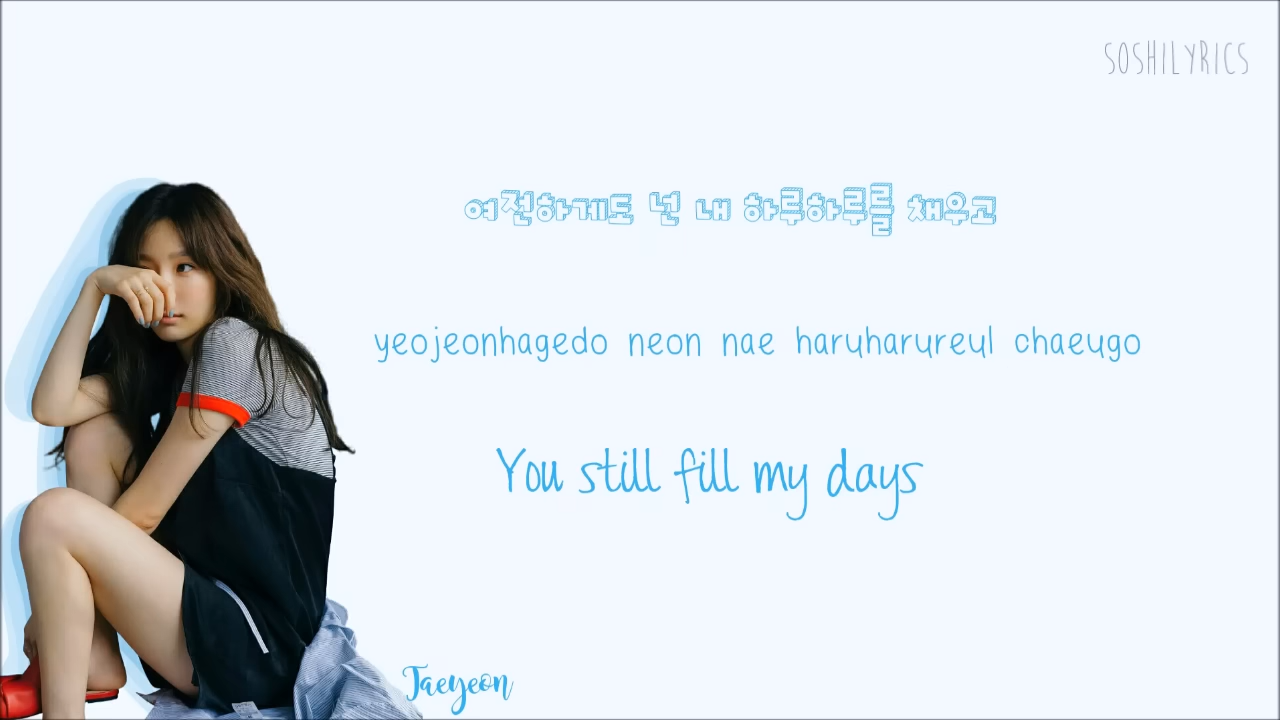 SOSHILYRICS
여전하게도 넌 내 하루하루를 채우고
yeojeonhagedo neon nae haruharureul chaeugo
You still fill my days
Taeyeon